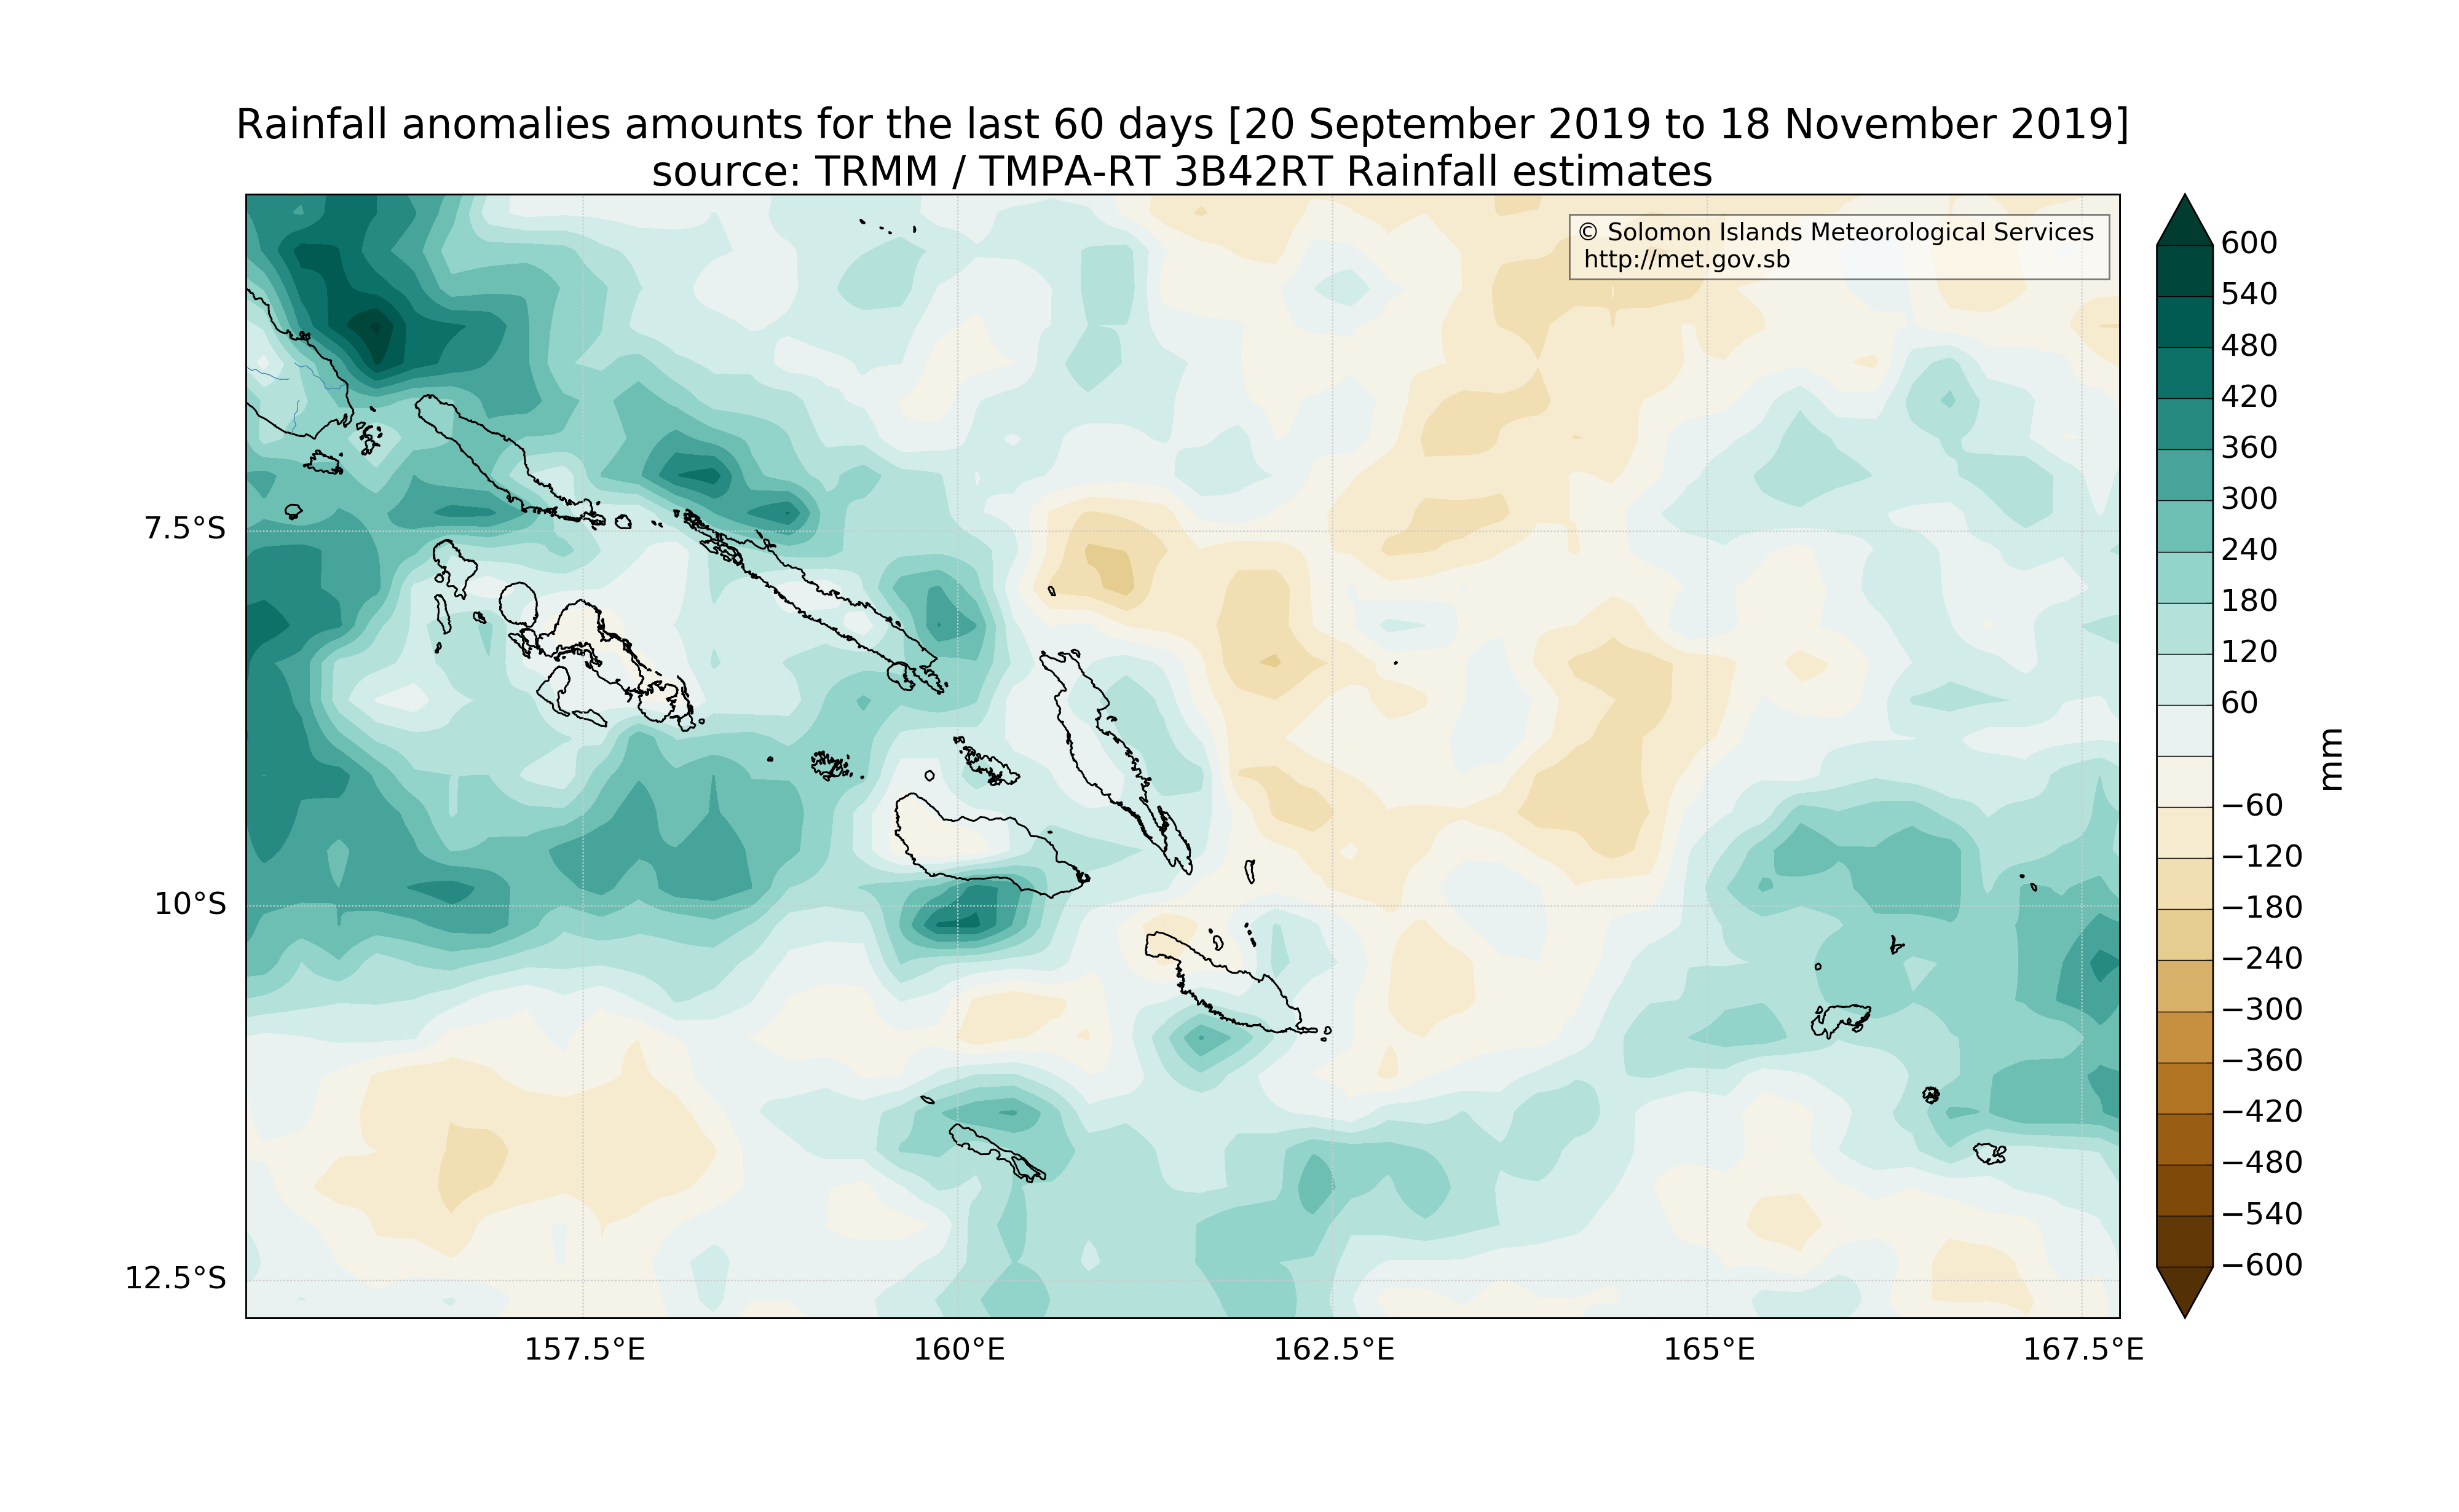 Rainfall anomalies amounts for the last 60 days [20 September 2019 to 18 November 2019]
source: TRMM / TMPA-RT 3B42RT Rainfall estimates
© Solomon Islands Meteorological Services
http://met.gov.sb
7.5°S
10°S
12.5°S
157.5°E
160°E
162.5°E
165°E
167.5°E
600
540
480
420
360
300
240
180
120
60
−60
−120
−180
−240
−300
−360
−420
−480
−540
−600
mm